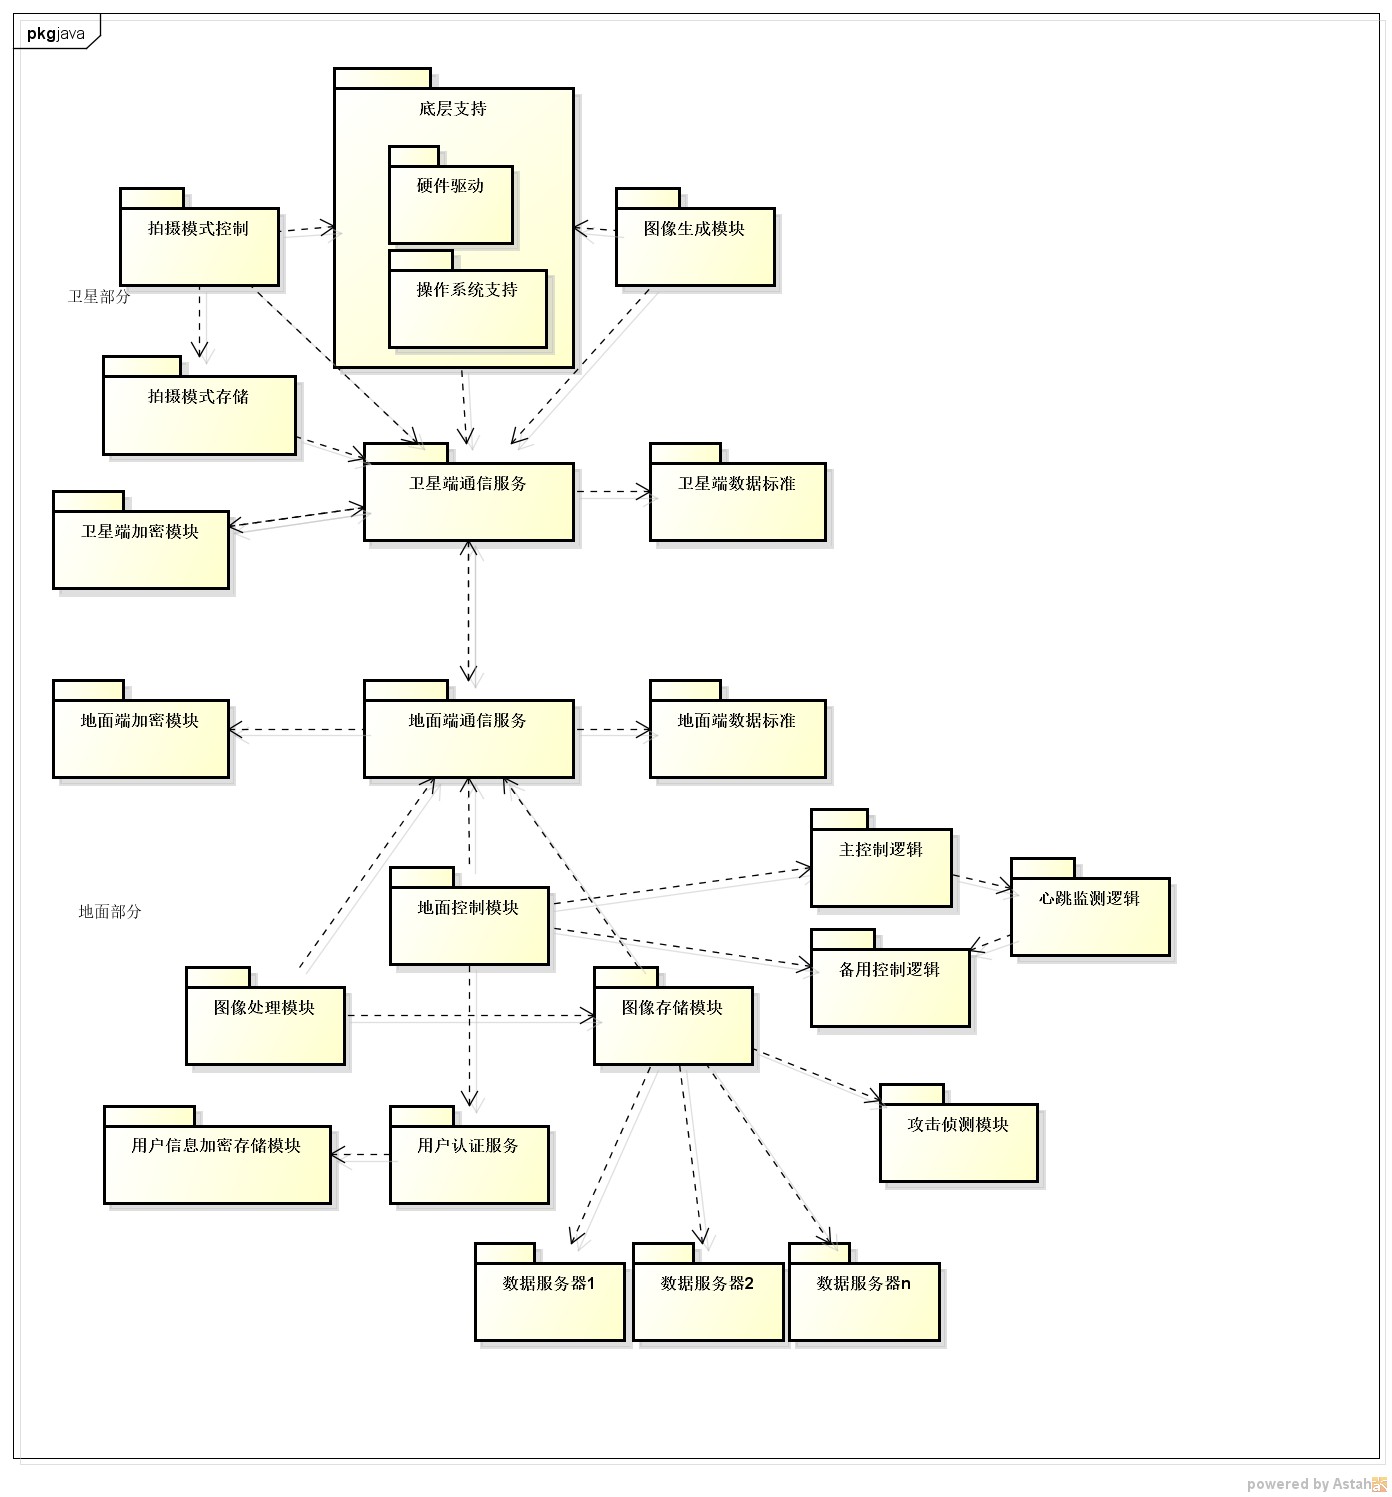 pkg java
底层支持
硬件驱动
拍摄模式控制
图像生成模块
操作系统支持
卫星部分
拍摄模式存储
卫星端通信服务
卫星端数据标准
卫星端加密模块
地面端加密模块
地面端通信服务
地面端数据标准
主控制逻辑
心跳监测逻辑
地面控制模块
地面部分
备用控制逻辑
图像处理模块
图像存储模块
攻击侦测模块
用户信息加密存储模块
用户认证服务
数据服务器1
数据服务器2
数据服务器n
powered by Astah